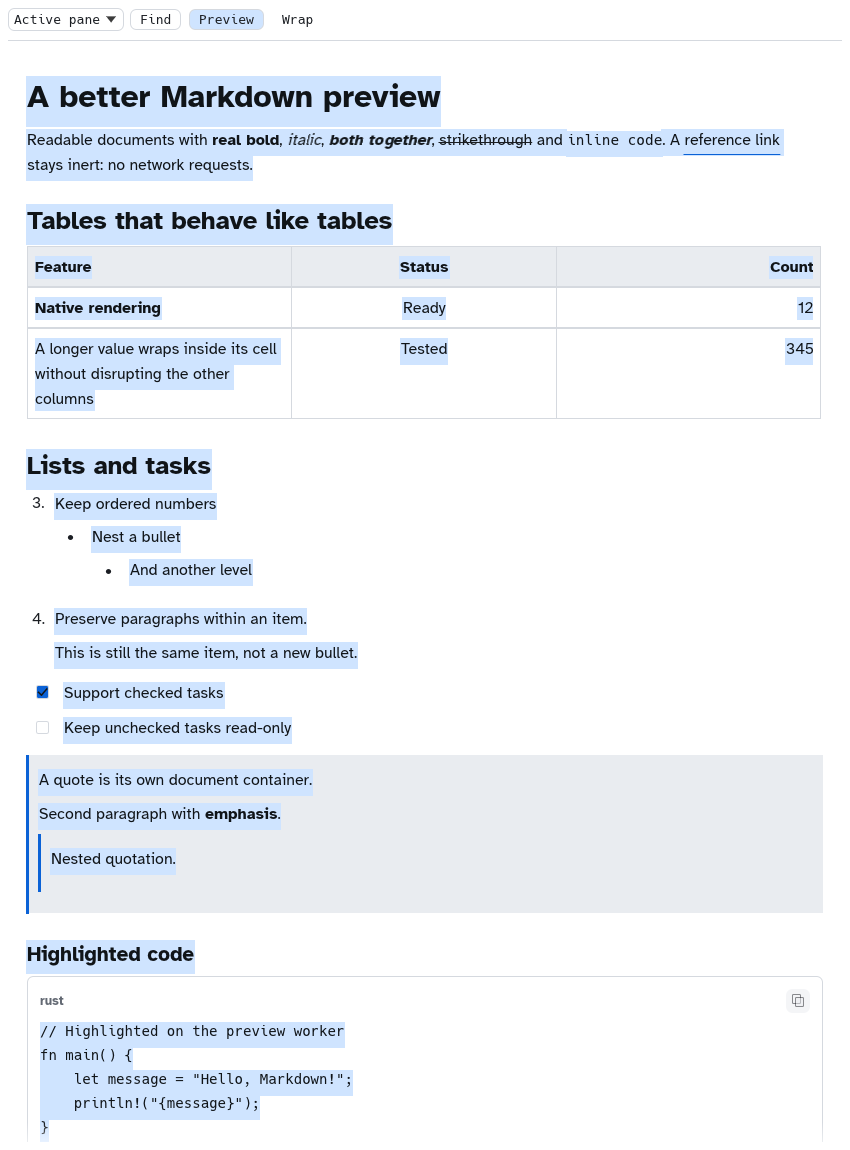 Active pane Find Preview Wrap
A better Markdown preview
Readable documents with real bold, italic, both together, strikethrough and inline code. A reference link
stays inert: no network requests.
Tables that behave like tables
Feature Status Count
Native rendering Ready 12
A longer value wraps inside its cell Tested 345
without disrupting the other
columns
Lists and tasks
3. Keep ordered numbers
• Nest a bullet
• And another level
4. Preserve paragraphs within an item.
This is still the same item, not a new bullet.
Support checked tasks
Keep unchecked tasks read-only
A quote is its own document container.
Second paragraph with emphasis.
Nested quotation.
Highlighted code
rust
// Highlighted on the preview worker
fn main() {
    let message = "Hello, Markdown!";
    println!("{message}");
}